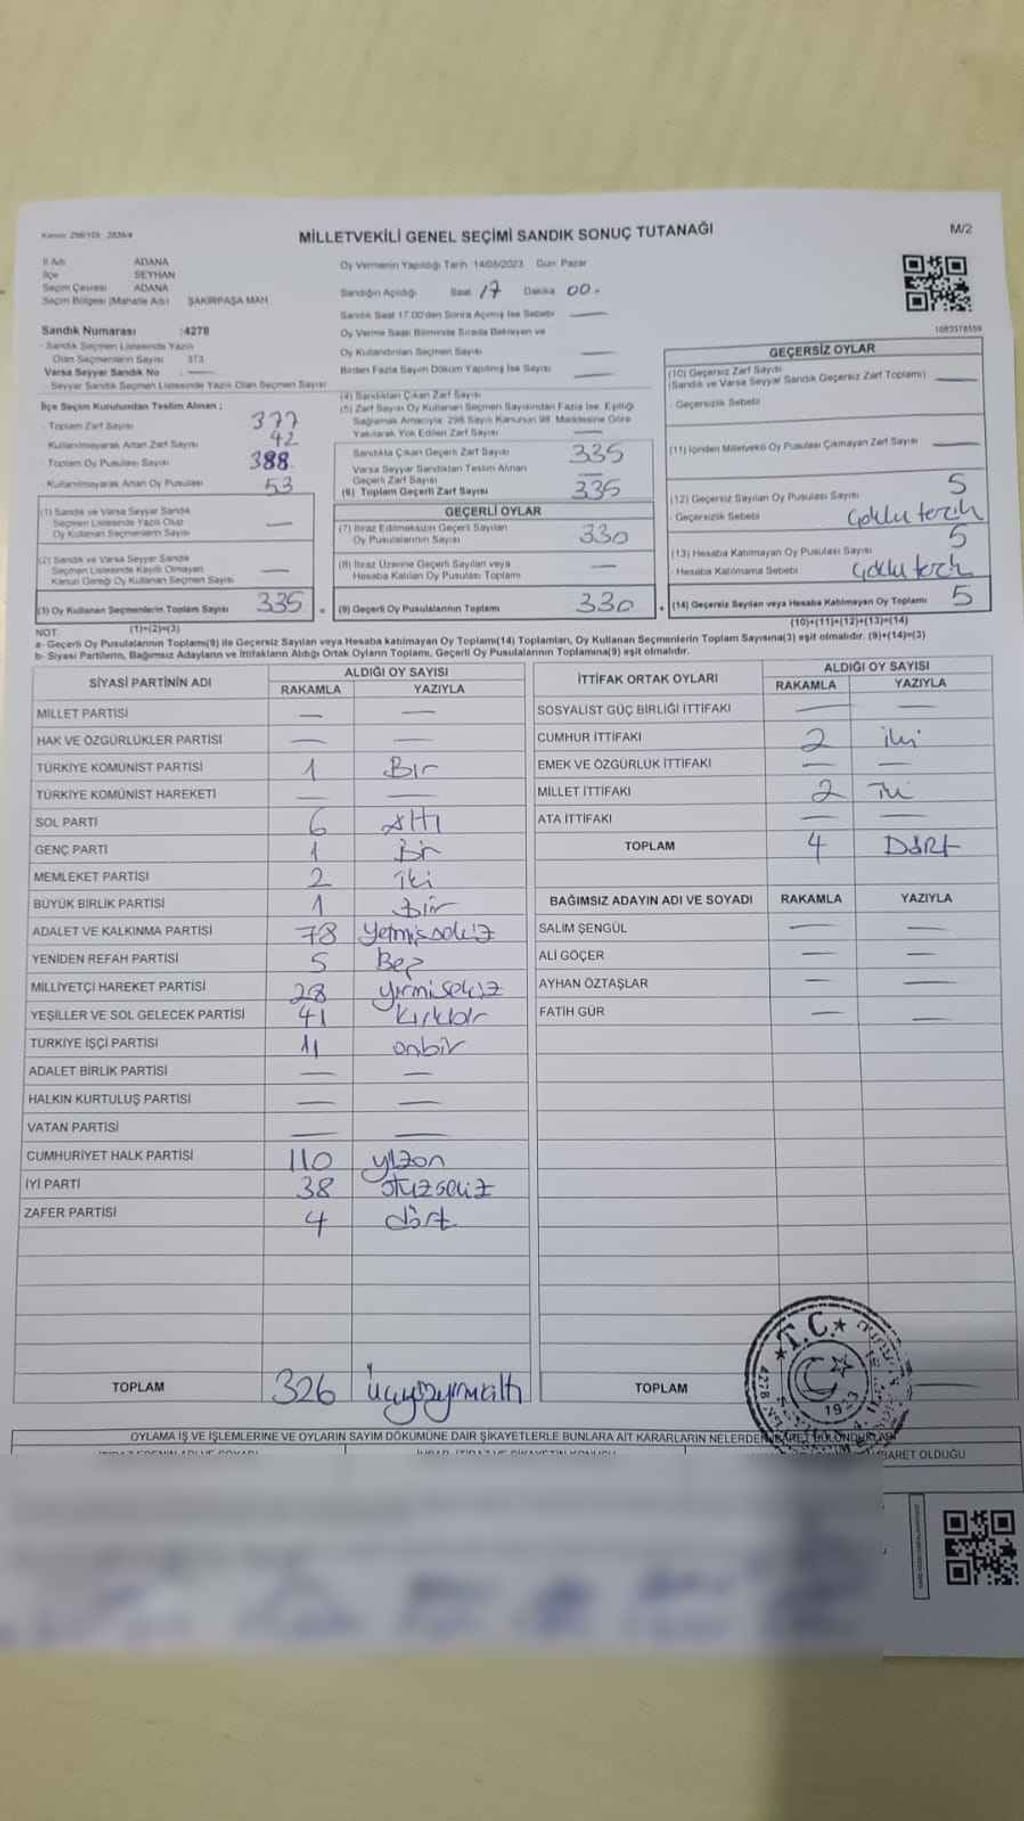 MİLLETVEKİLİ GENEL SEÇİMİ SANDIK SONUÇ TUTANAĞI
M/2
İl Adı ADANA
İlçe SEYHAN
Seçim Çevresi ADANA
Seçim Bölgesi (Mahalle Adı) ŞAKİRPAŞA MAH.
Oy Vermenin Yapıldığı Tarih 14/05/2023 Gün Pazar
Sandığın Açıldığı Saat 17 Dakika 00-
Sandık Saat 17.00'den Sonra Açılmış İse Sebebi —
Oy Verme Saati Bitiminde Sırada Bekleyen ve
Oy Kullandırılan Seçmen Sayısı —
Birden Fazla Sayım Döküm Yapılmış İse Sayısı —
Sandık Numarası :4278
Sandık Seçmen Listesinde Yazılı
Olan Seçmenlerin Sayısı 373
Varsa Seyyar Sandık No
Seyyar Sandık Seçmen Listesinde Yazılı Olan Seçmen Sayısı
İlçe Seçim Kurulundan Teslim Alınan :
Toplam Zarf Sayısı 377
Kullanılmayarak Artan Zarf Sayısı 42
Toplam Oy Pusulası Sayısı 388
Kullanılmayarak Artan Oy Pusulası 53
(1) Sandık ve Varsa Seyyar Sandık
Seçmen Listesinde Yazılı Olup
Oy Kullanan Seçmenlerin Sayısı —
(2) Sandık ve Varsa Seyyar Sandık
Seçmen Listesinde Kayıtlı Olmayan,
Kanun Gereği Oy Kullanan Seçmen Sayısı —
(3) Oy Kullanan Seçmenlerin Toplam Sayısı 335
(1)+(2)=(3)
(4) Sandıktan Çıkan Zarf Sayısı
(5) Zarf Sayısı Oy Kullanan Seçmen Sayısından Fazla İse, Eşitliği
Sağlamak Amacıyla 298 Sayılı Kanunun 98. Maddesine Göre
Yakılarak Yok Edilen Zarf Sayısı —
Sandıkta Çıkan Geçerli Zarf Sayısı 335
Varsa Seyyar Sandıktan Teslim Alınan
Geçerli Zarf Sayısı —
(6) Toplam Geçerli Zarf Sayısı 335
GEÇERLİ OYLAR
(7) İtiraz Edilmeksizin Geçerli Sayılan
Oy Pusulalarının Sayısı 330
(8) İtiraz Üzerine Geçerli Sayılan veya
Hesaba Katılan Oy Pusulası Toplamı —
(9) Geçerli Oy Pusulalarının Toplamı 330
GEÇERSİZ OYLAR
(10) Geçersiz Zarf Sayısı
(Sandık ve Varsa Seyyar Sandık Geçersiz Zarf Toplamı) —
Geçersizlik Sebebi
(11) İçinden Milletvekili Oy Pusulası Çıkmayan Zarf Sayısı —
(12) Geçersiz Sayılan Oy Pusulası Sayısı 5
Geçersizlik Sebebi çoklu tercih
(13) Hesaba Katılmayan Oy Pusulası Sayısı 5
Hesaba Katılmama Sebebi çoklu terch
(14) Geçersiz Sayılan veya Hesaba Katılmayan Oy Toplamı 5
(10)+(11)+(12)+(13)=(14)
NOT:
a- Geçerli Oy Pusulalarının Toplamı(9) ile Geçersiz Sayılan veya Hesaba katılmayan Oy Toplamı(14) Toplamları, Oy Kullanan Seçmenlerin Toplam Sayısına(3) eşit olmalıdır. (9)+(14)=(3)
b- Siyasi Partilerin, Bağımsız Adayların ve İttifakların Aldığı Ortak Oyların Toplamı, Geçerli Oy Pusulalarının Toplamına(9) eşit olmalıdır.
SİYASİ PARTİNİN ADI
ALDIĞI OY SAYISI
RAKAMLA YAZIYLA
MİLLET PARTİSİ — —
HAK VE ÖZGÜRLÜKLER PARTİSİ — —
TÜRKİYE KOMÜNİST PARTİSİ 1 Bir
TÜRKİYE KOMÜNİST HAREKETİ — —
SOL PARTİ 6 Altı
GENÇ PARTİ 1 Bir
MEMLEKET PARTİSİ 2 iki
BÜYÜK BİRLİK PARTİSİ 1 bir
ADALET VE KALKINMA PARTİSİ 78 yetmişsekiz
YENİDEN REFAH PARTİSİ 5 Beş
MİLLİYETÇİ HAREKET PARTİSİ 28 yirmisekiz
YEŞİLLER VE SOL GELECEK PARTİSİ 41 kırkbir
TÜRKİYE İŞÇİ PARTİSİ 11 onbir
ADALET BİRLİK PARTİSİ — —
HALKIN KURTULUŞ PARTİSİ — —
VATAN PARTİSİ — —
CUMHURİYET HALK PARTİSİ 110 yüzon
İYİ PARTİ 38 otuzsekiz
ZAFER PARTİSİ 4 dört
TOPLAM 326 üçyüzyirmialtı
İTTİFAK ORTAK OYLARI
ALDIĞI OY SAYISI
RAKAMLA YAZIYLA
SOSYALİST GÜÇ BİRLİĞİ İTTİFAKI — —
CUMHUR İTTİFAKI 2 iki
EMEK VE ÖZGÜRLÜK İTTİFAKI — —
MİLLET İTTİFAKI 2 iki
ATA İTTİFAKI — —
TOPLAM 4 Dört
BAĞIMSIZ ADAYIN ADI VE SOYADI RAKAMLA YAZIYLA
SALİM ŞENGÜL — —
ALİ GÖÇER — —
AYHAN ÖZTAŞLAR — —
FATİH GÜR — —
TOPLAM —
T.C.
1923
4278
OYLAMA İŞ VE İŞLEMLERİNE VE OYLARIN SAYIM DÖKÜMÜNE DAİR ŞİKAYETLERLE BUNLARA AİT KARARLARIN NELERDEN
BARET OLDUĞU